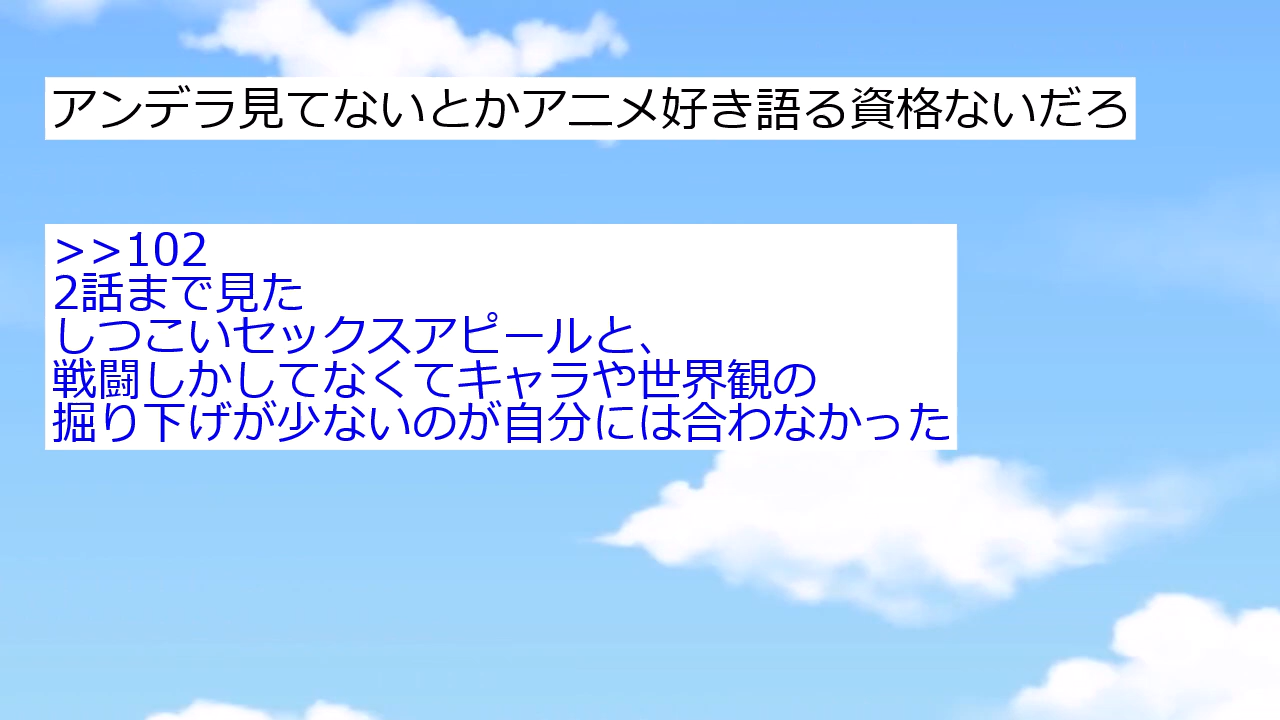 アンデラ見てないとかアニメ好き語る資格ないだろ
>>102
2話まで見た
しつこいセックスアピールと、
戦闘しかしてなくてキャラや世界観の
掘り下げが少ないのが自分には合わなかった